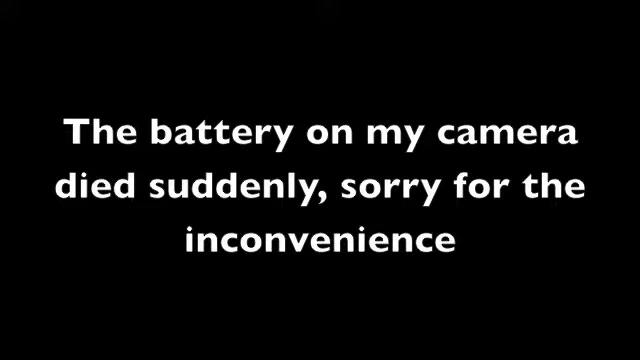 The battery on my camera
died suddenly, sorry for the
inconvenience